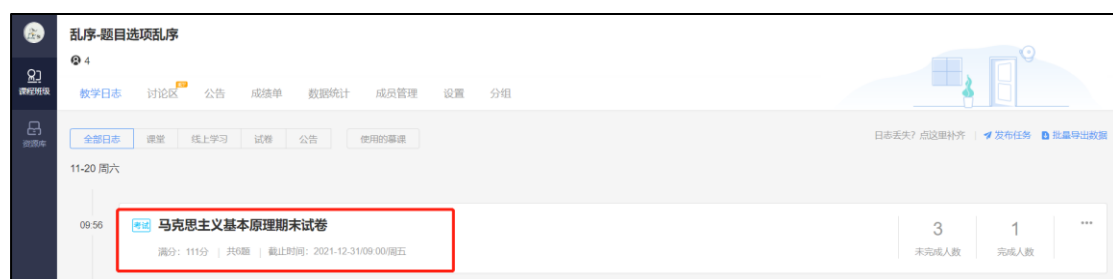 乱序-题目选项乱序
4
课程班级
教学日志 讨论区 公告 成绩单 数据统计 成员管理 设置 分组
资源库
全部日志 课堂 线上学习 试卷 公告 使用的慕课 日志丢失? 点这里补齐 发布任务 批量导出数据
11-20 周六
09:56 考试 马克思主义基本原理期末试卷 3 1 ...
满分: 111分 | 共6题 | 截止时间: 2021-12-31/09:00/周五 未完成人数 完成人数